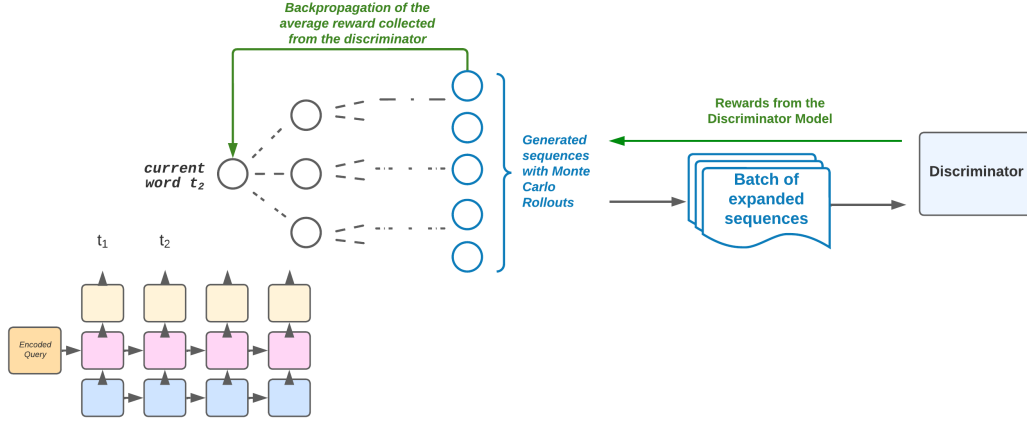 Backpropagation of the
average reward collected
from the discriminator
Rewards from the
Discriminator Model
current
word t₂
Generated
sequences
with Monte
Carlo
Rollouts
Batch of
expanded
sequences
Discriminator
t₁
t₂
Encoded
Query